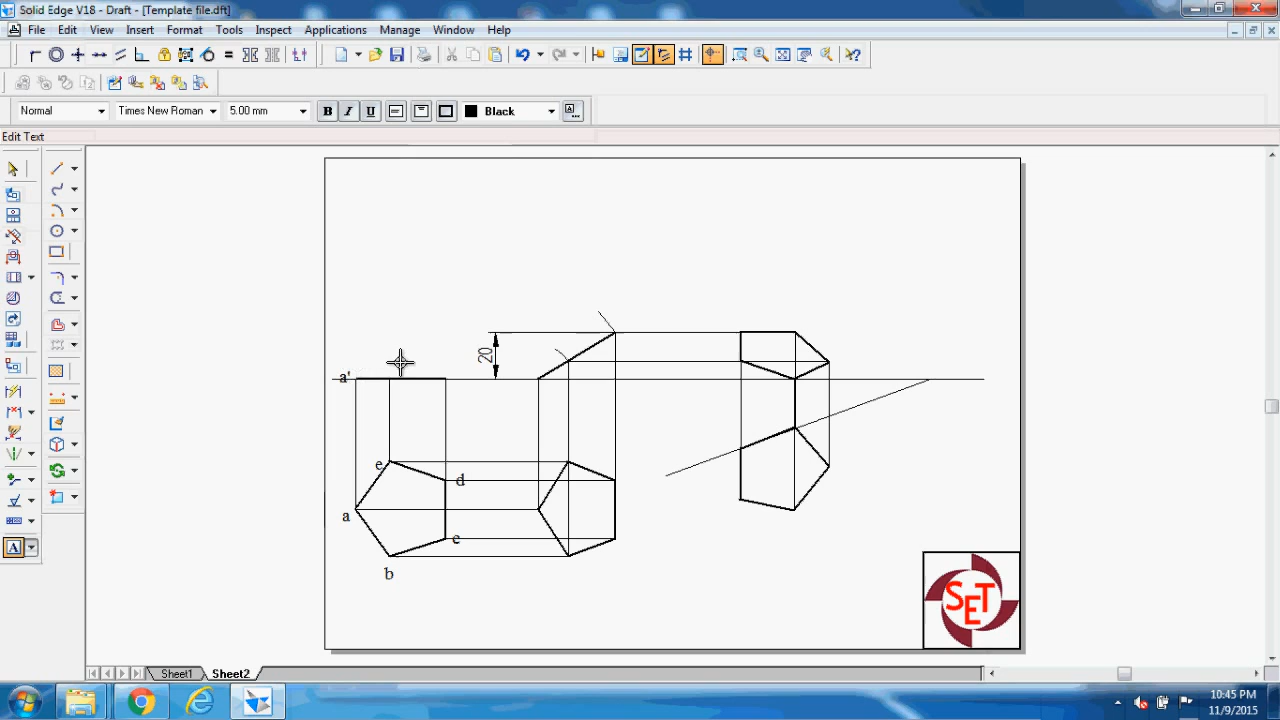 Solid Edge V18 - Draft - [Template file.dft]
File Edit View Insert Format Tools Inspect Applications Manage Window Help
Normal Times New Roman 5.00 mm B I U Black
Edit Text
20
a'
e
d
a
c
b
SET
Sheet1 Sheet2
10:45 PM
11/9/2015